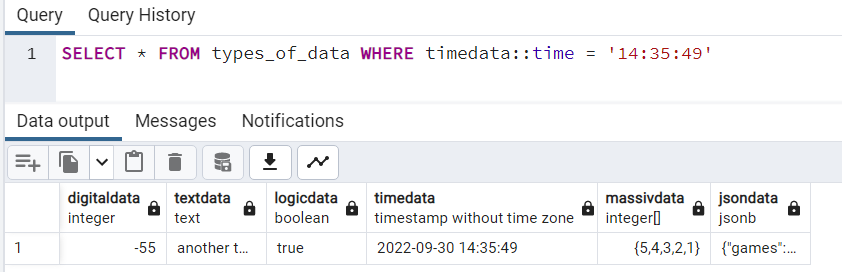 Query Query History
1 SELECT * FROM types_of_data WHERE timedata::time = '14:35:49'
Data output Messages Notifications
digitaldata textdata logicdata timedata massivdata jsondata
integer text boolean timestamp without time zone integer[] jsonb
1 -55 another t... true 2022-09-30 14:35:49 {5,4,3,2,1} {"games":...